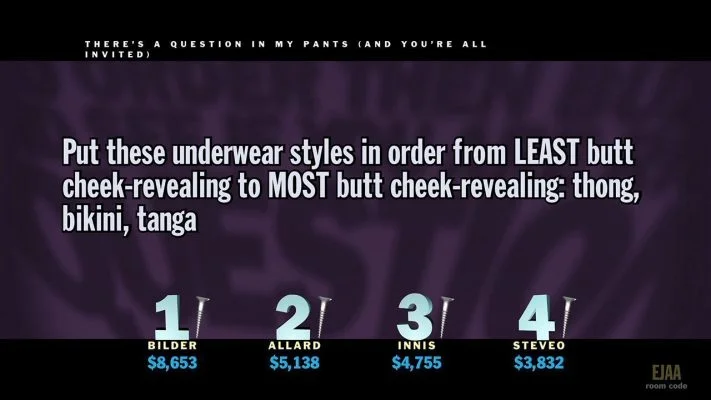 THERE'S A QUESTION IN MY PANTS (AND YOU'RE ALL
INVITED)
Put these underwear styles in order from LEAST butt
cheek-revealing to MOST butt cheek-revealing: thong,
bikini, tanga
1 2 3 4
BILDER ALLARD INNIS STEVEO
$8,653 $5,138 $4,755 $3,832
EJAA
room code